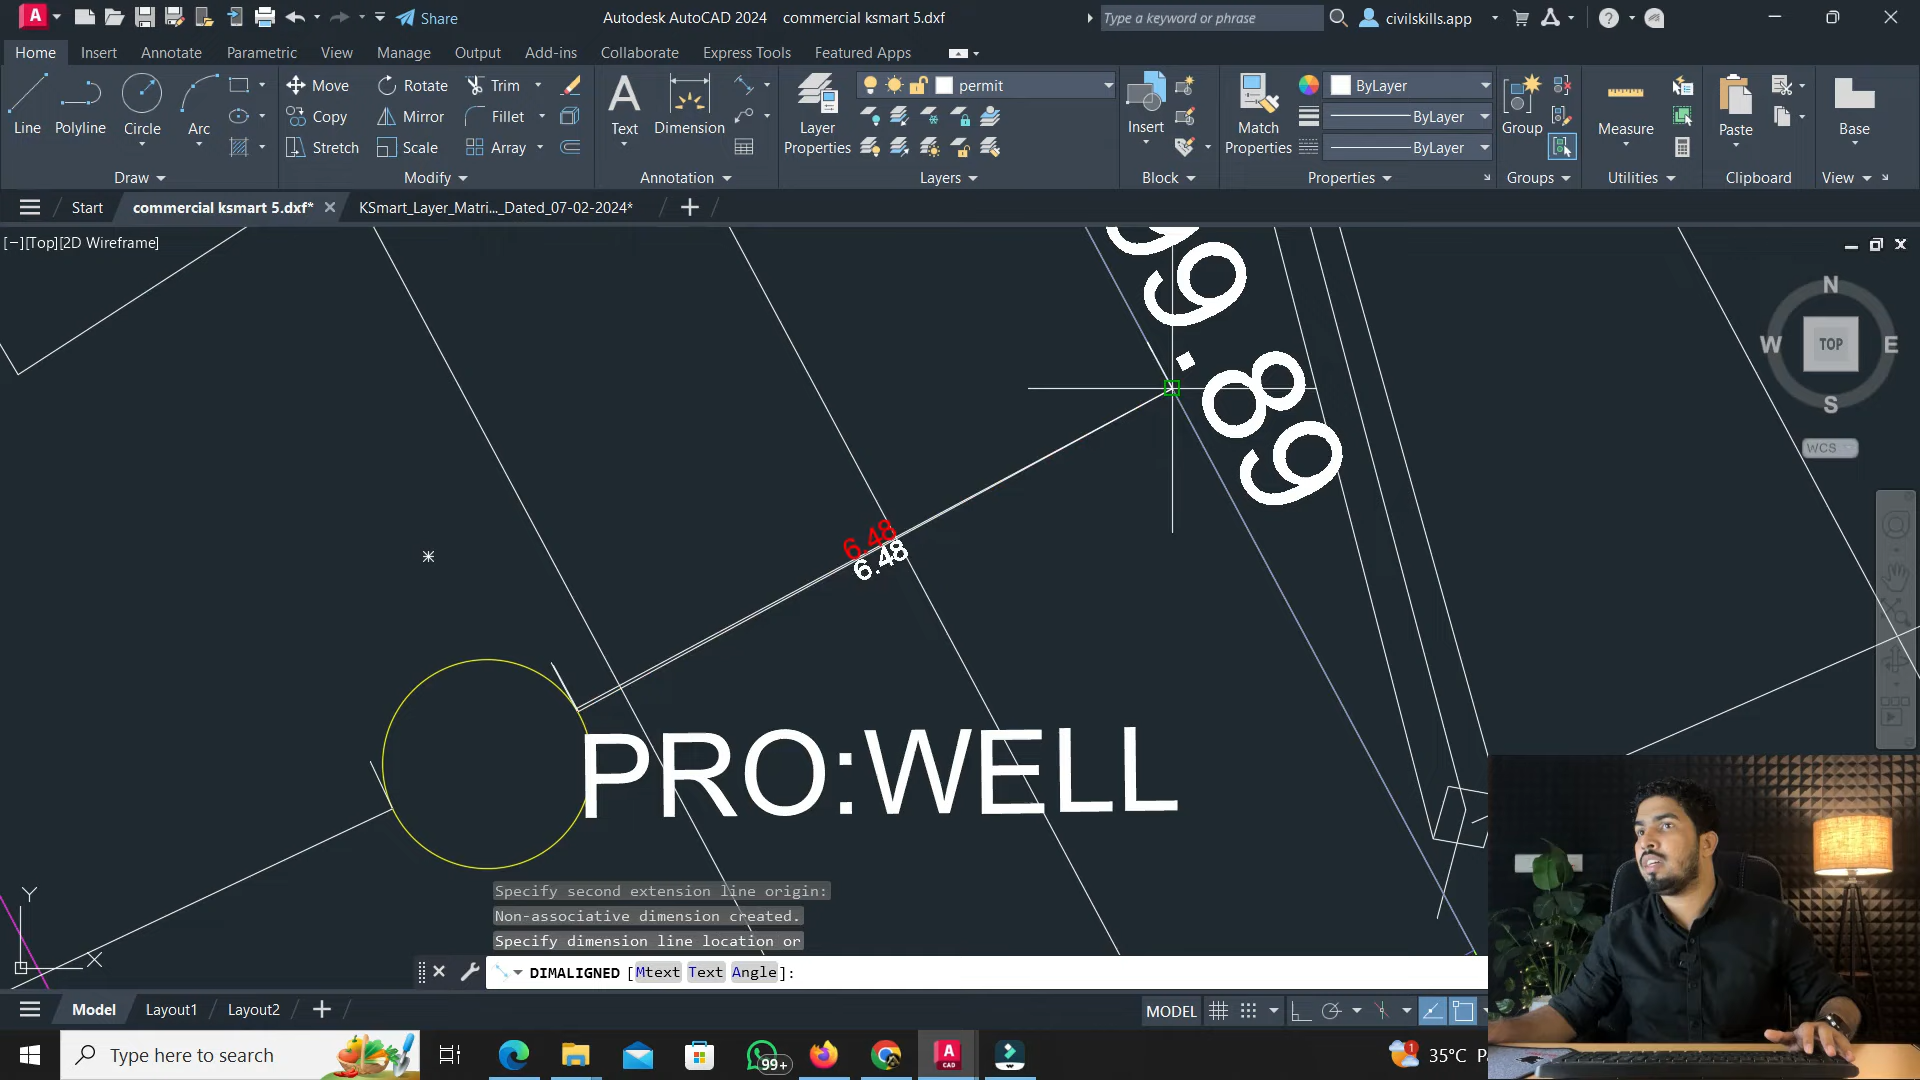 Share
Autodesk AutoCAD 2024 commercial ksmart 5.dxf
Type a keyword or phrase
civilskills.app
Home Insert Annotate Parametric View Manage Output Add-ins Collaborate Express Tools Featured Apps
Line
Polyline
Circle
Arc
Draw
Move Rotate Trim
Copy Mirror Fillet
Stretch Scale Array
Modify
Text
Dimension
Annotation
Layer
Properties
permit
Layers
Insert
Block
Match
Properties
ByLayer
ByLayer
ByLayer
Properties
Group
Groups
Measure
Utilities
Paste
Clipboard
Base
View
Start
commercial ksmart 5.dxf*
KSmart_Layer_Matri..._Dated_07-02-2024*
[−][Top][2D Wireframe]
N
W TOP E
S
WCS
6.48
6.48
PRO:WELL
Y
X
Specify second extension line origin:
Non-associative dimension created.
Specify dimension line location or
DIMALIGNED [Mtext Text Angle]:
Model Layout1 Layout2
MODEL
Type here to search
99+
A
CAD
1
35°C